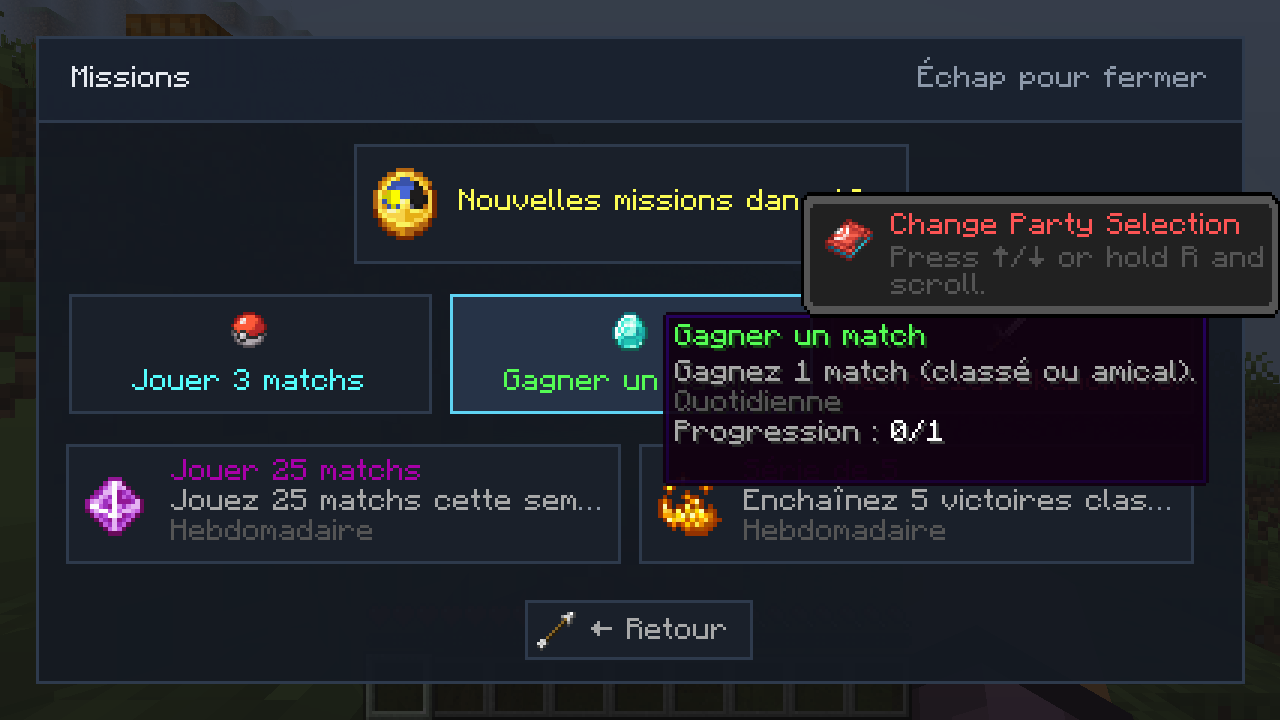 Missions
Échap pour fermer
Nouvelles missions dan
Change Party Selection
Press ↑/↓ or hold R and
scroll.
Jouer 3 matchs
Gagner un
Gagner un match
Gagnez 1 match (classé ou amical).
Quotidienne
Progression : 0/1
Jouer 25 matchs
Jouez 25 matchs cette sem...
Hebdomadaire
Enchaînez 5 victoires clas...
Hebdomadaire
← Retour